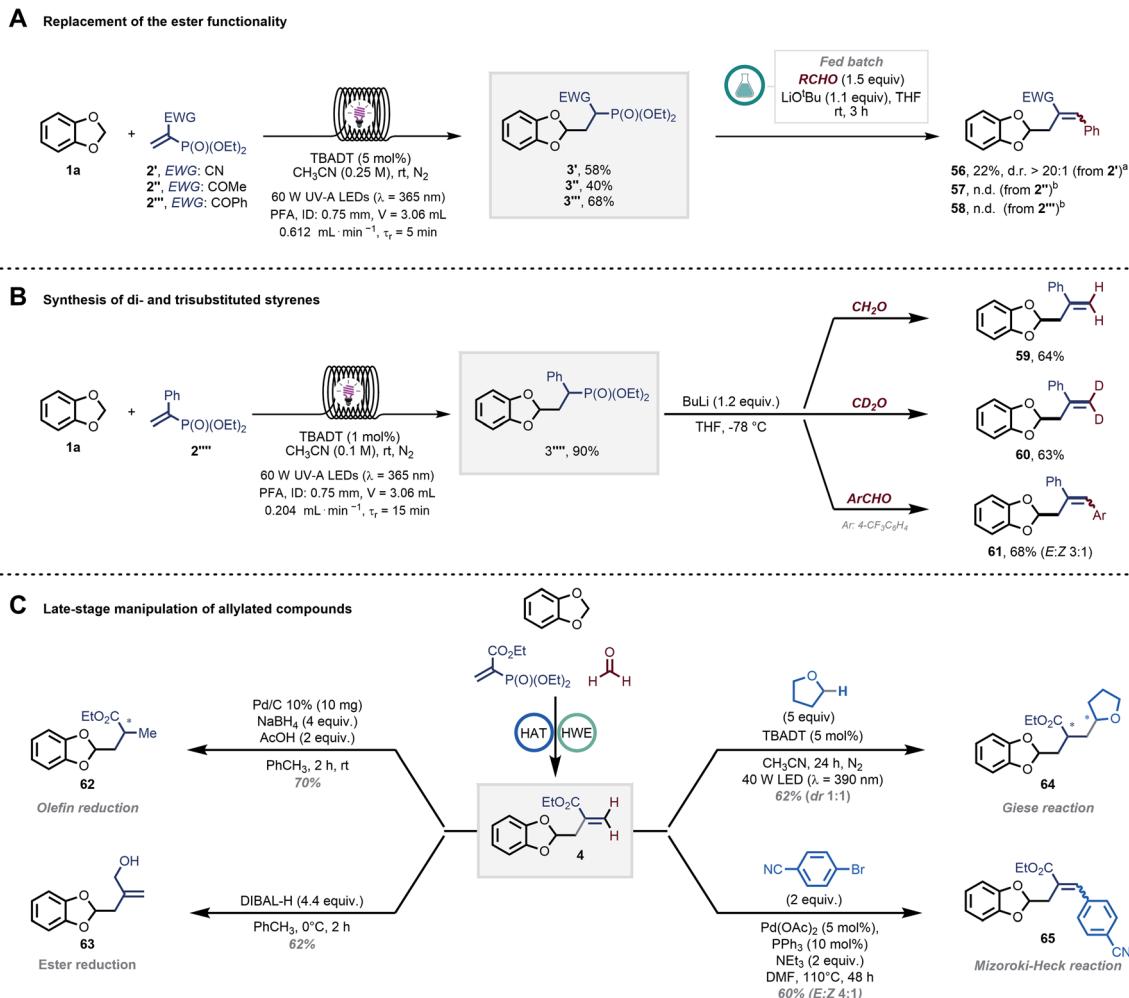 A Replacement of the ester functionality
Fed batch
RCHO (1.5 equiv)
LiOᵗBu (1.1 equiv), THF
rt, 3 h
O
O
1a
+
EWG
P(O)(OEt)₂
2', EWG: CN
2'', EWG: COMe
2''', EWG: COPh
TBADT (5 mol%)
CH₃CN (0.25 M), rt, N₂
60 W UV-A LEDs (λ = 365 nm)
PFA, ID: 0.75 mm, V = 3.06 mL
0.612 mL·min⁻¹, τᵣ = 5 min
EWG
O
P(O)(OEt)₂
O
3', 58%
3'', 40%
3''', 68%
EWG
O
O
Ph
56, 22%, d.r. > 20:1 (from 2')ᵃ
57, n.d. (from 2'')ᵇ
58, n.d. (from 2''')ᵇ
B Synthesis of di- and trisubstituted styrenes
O
O
1a
+
Ph
P(O)(OEt)₂
2''''
TBADT (1 mol%)
CH₃CN (0.1 M), rt, N₂
60 W UV-A LEDs (λ = 365 nm)
PFA, ID: 0.75 mm, V = 3.06 mL
0.204 mL·min⁻¹, τᵣ = 15 min
Ph
O
P(O)(OEt)₂
O
3'''', 90%
BuLi (1.2 equiv.)
THF, -78 °C
CH₂O
Ph
H
O
O
H
59, 64%
CD₂O
Ph
D
O
O
D
60, 63%
ArCHO
Ar: 4-CF₃C₆H₄
Ph
O
O
Ar
61, 68% (E:Z 3:1)
C Late-stage manipulation of allylated compounds
O
O
CO₂Et
P(O)(OEt)₂
O
H
H
HAT
HWE
EtO₂C
H
O
O
H
4
Pd/C 10% (10 mg)
NaBH₄ (4 equiv.)
AcOH (2 equiv.)
PhCH₃, 2 h, rt
70%
EtO₂C
*
Me
O
O
62
Olefin reduction
DIBAL-H (4.4 equiv.)
PhCH₃, 0°C, 2 h
62%
OH
O
O
63
Ester reduction
O
H
(5 equiv)
TBADT (5 mol%)
CH₃CN, 24 h, N₂
40 W LED (λ = 390 nm)
62% (dr 1:1)
EtO₂C
*
*
O
O
O
64
Giese reaction
NC
Br
(2 equiv.)
Pd(OAc)₂ (5 mol%),
PPh₃ (10 mol%)
NEt₃ (2 equiv.)
DMF, 110°C, 48 h
60% (E:Z 4:1)
EtO₂C
O
O
CN
65
Mizoroki-Heck reaction